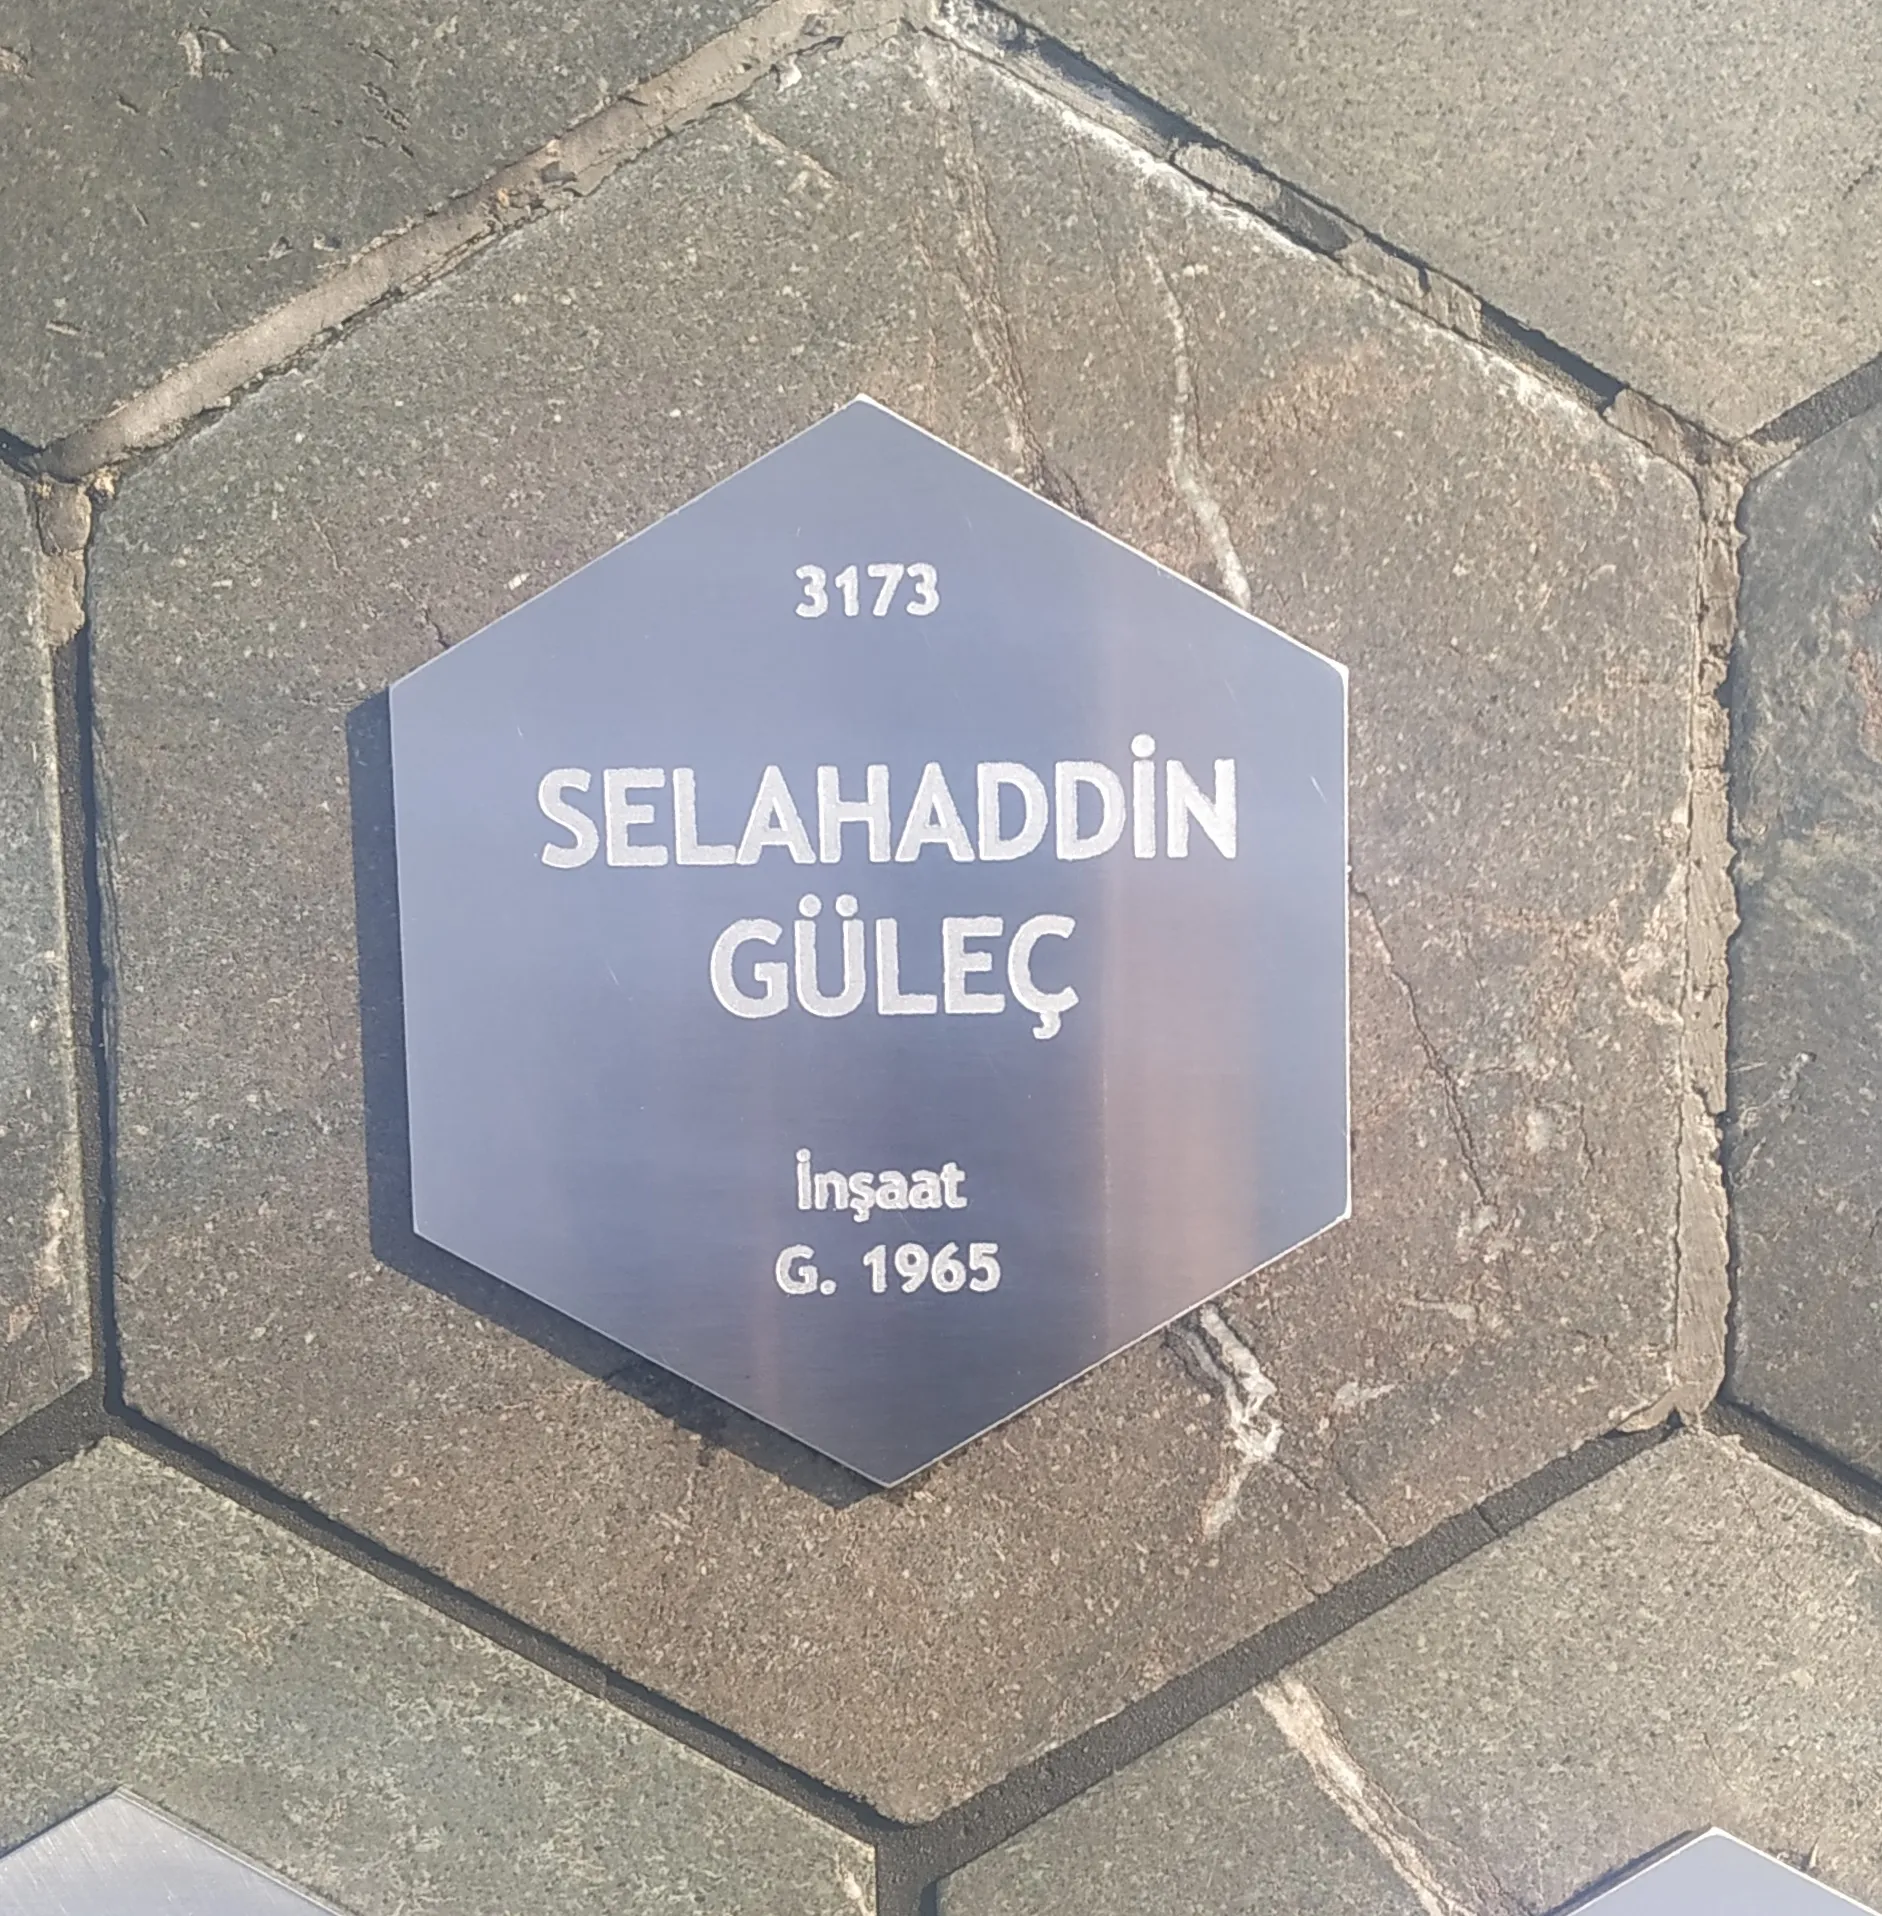 3173
SELAHADDİN
GÜLEÇ
İnşaat
G. 1965